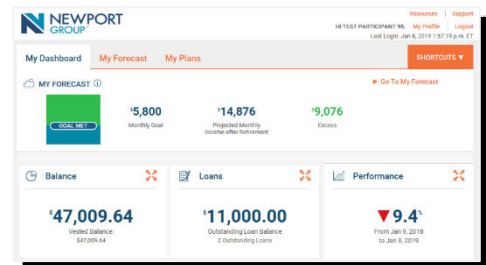 NEWPORT
GROUP
Resources | Support
HI TEST PARTICIPANT 95. My Profile | Logout
Last Login: Jan 8, 2019 1:57:19 p.m. ET
My Dashboard My Forecast My Plans SHORTCUTS ▼
MY FORECAST ⓘ ► Go To My Forecast
GOAL MET
$5,800 $14,876 $9,076
Monthly Goal Projected Monthly Excess
Income after Retirement
Balance Loans Performance
$47,009.64 $11,000.00 ▼9.4%
Vested Balance: Outstanding Loan Balance From Jan 9, 2018
$47,009.64 2 Outstanding Loans to Jan 8, 2019